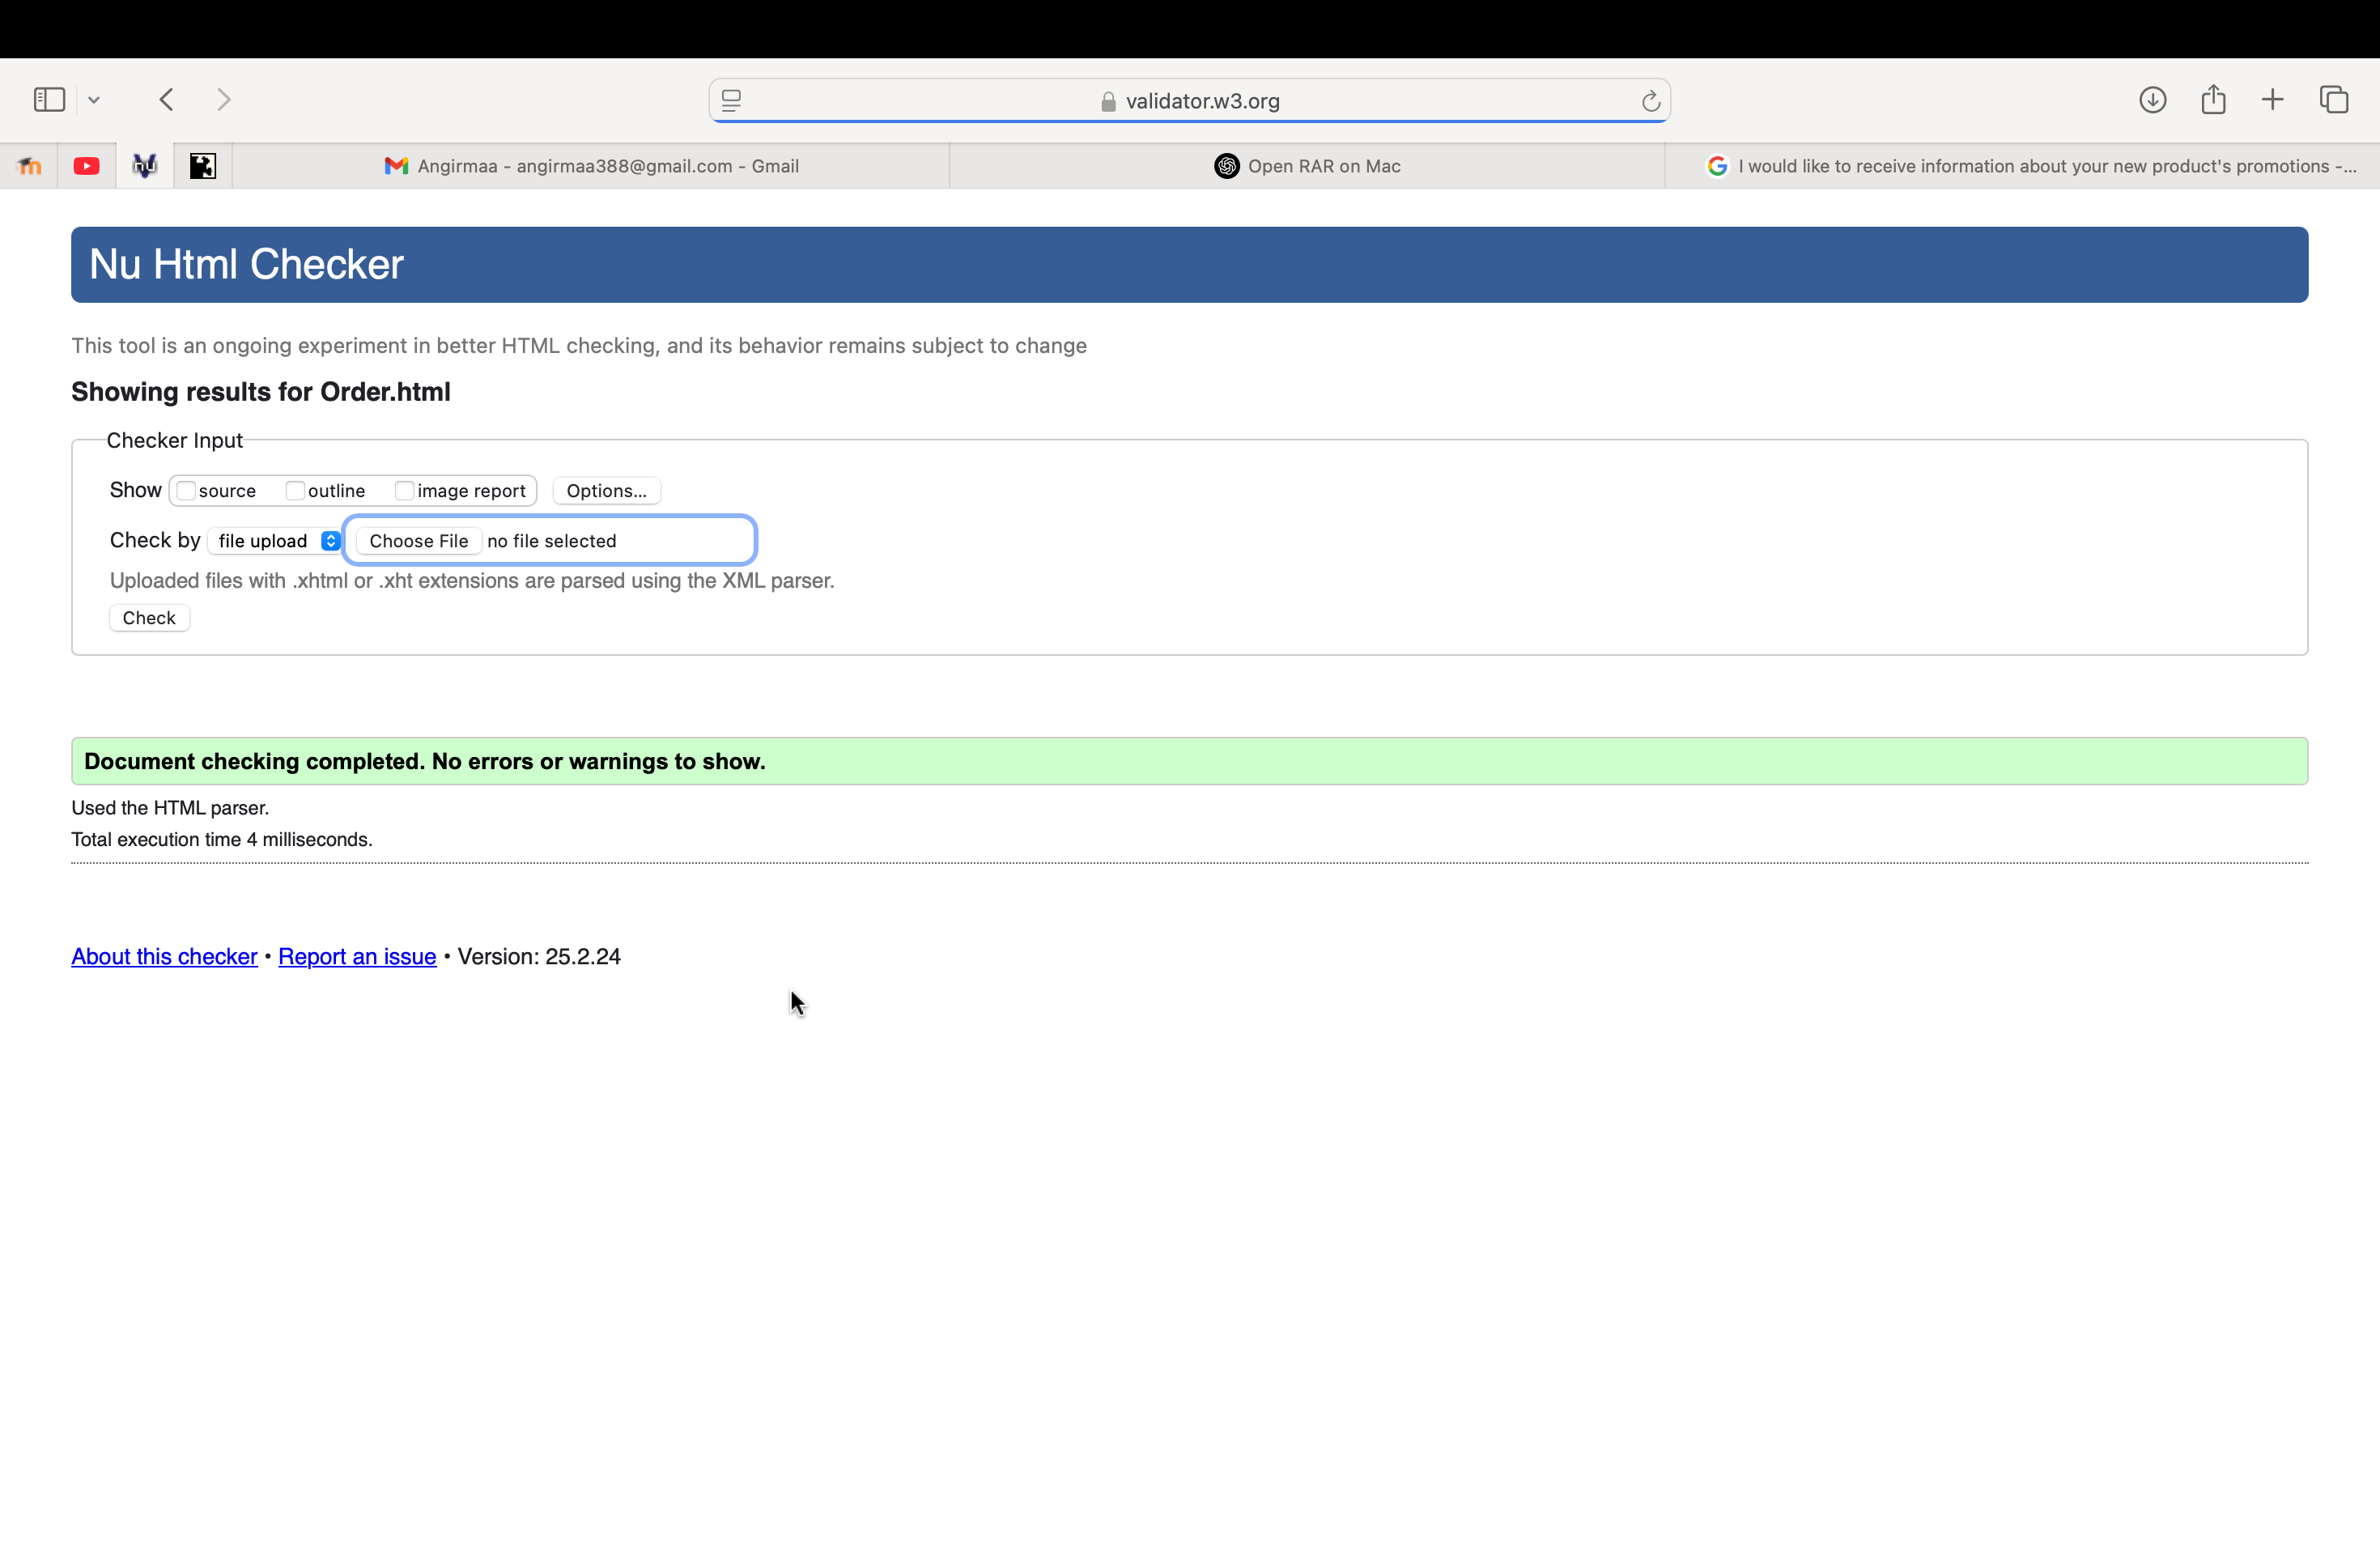 validator.w3.org
Angirmaa - angirmaa388@gmail.com - Gmail
Open RAR on Mac
I would like to receive information about your new product's promotions -...
Nu Html Checker
This tool is an ongoing experiment in better HTML checking, and its behavior remains subject to change
Showing results for Order.html
Checker Input
Show source outline image report Options...
Check by file upload Choose File no file selected
Uploaded files with .xhtml or .xht extensions are parsed using the XML parser.
Check
Document checking completed. No errors or warnings to show.
Used the HTML parser.
Total execution time 4 milliseconds.
About this checker • Report an issue • Version: 25.2.24